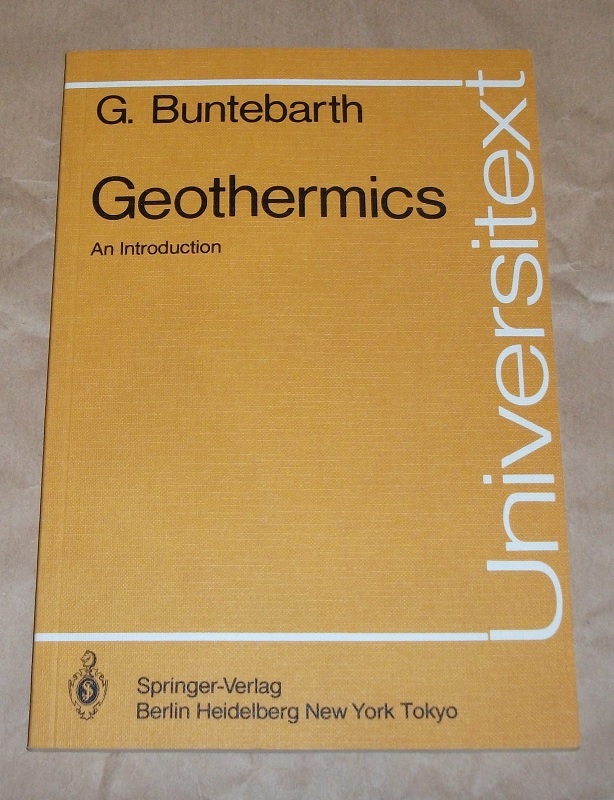 G. Buntebarth
Geothermics
An Introduction
Universitext
Springer-Verlag
Berlin Heidelberg New York Tokyo